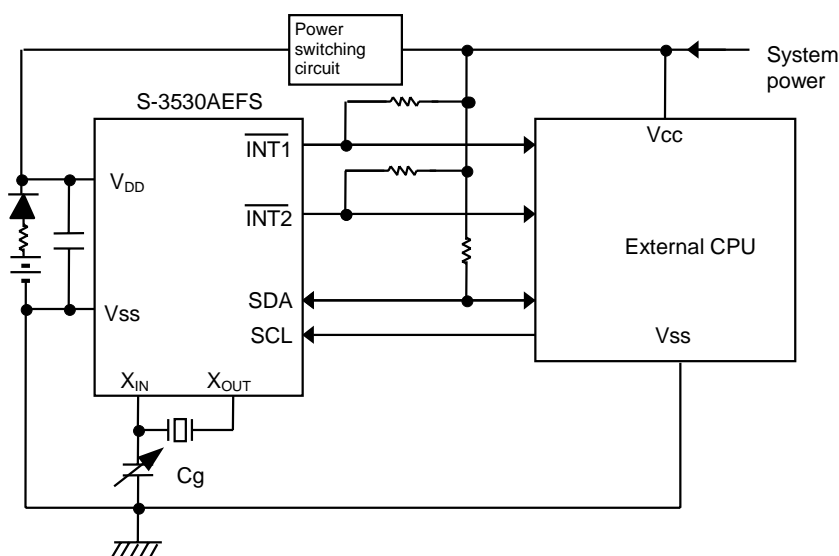 Power
switching
circuit
System
power
S-3530AEFS
INT1
Vcc
VDD
INT2
External CPU
SDA
Vss
SCL
Vss
XIN
XOUT
Cg